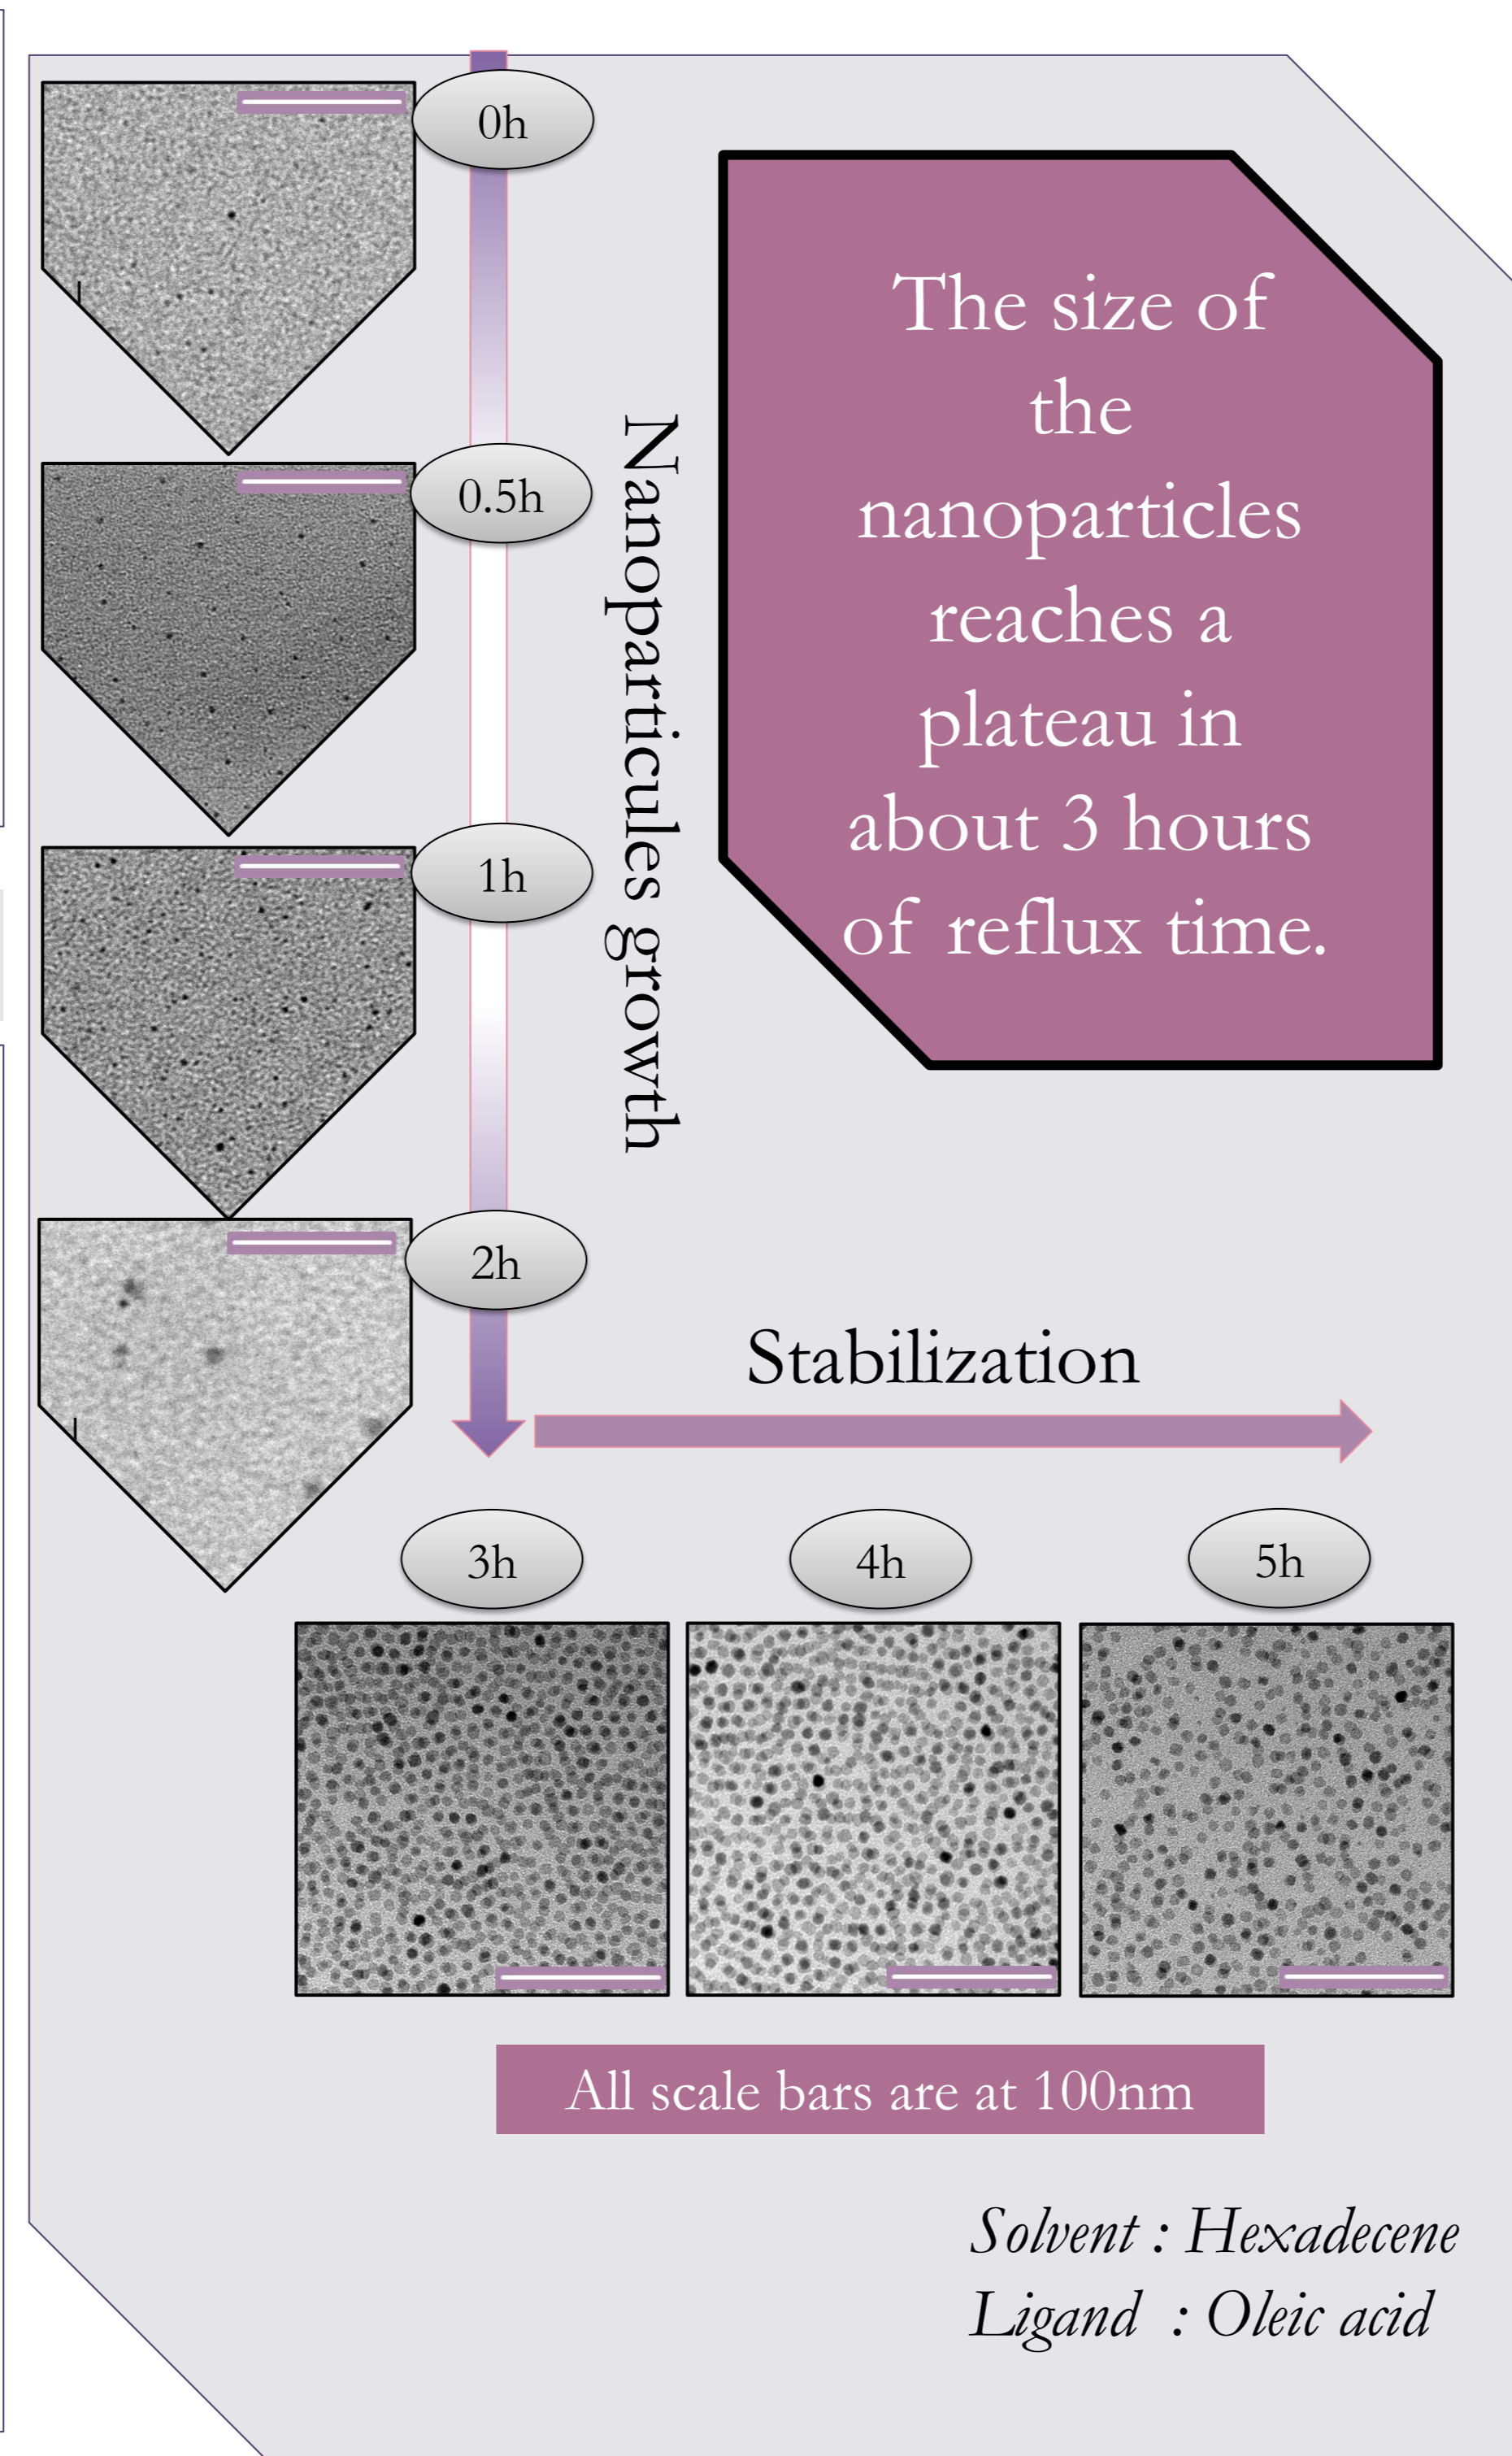 0h
The size of
the
nanoparticles
reaches a
plateau in
about 3 hours
of reflux time.
0.5h
Nanoparticules growth
1h
2h
Stabilization
3h
4h
5h
All scale bars are at 100nm
Solvent : Hexadecene
Ligand : Oleic acid